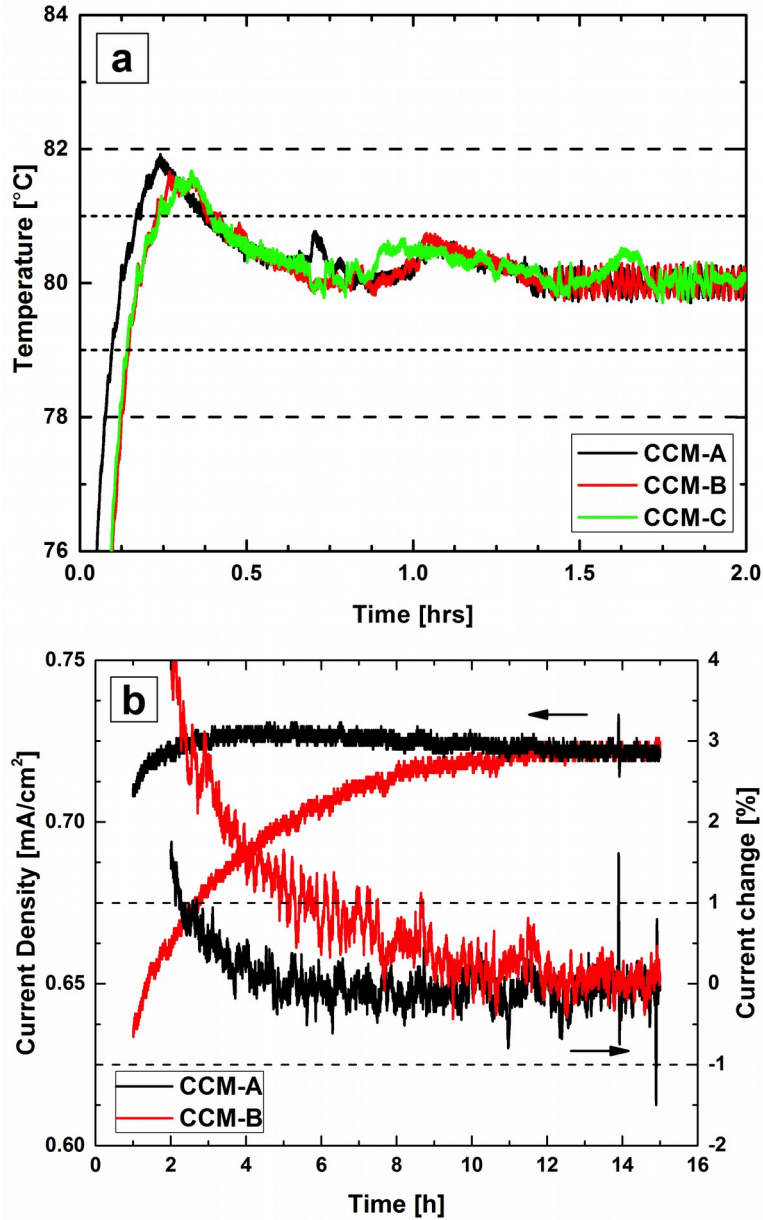 a
84
82
80
78
76
Temperature [°C]
CCM-A
CCM-B
CCM-C
0.0
0.5
1.0
1.5
2.0
Time [hrs]
b
0.75
0.70
0.65
0.60
Current Density [mA/cm²]
4
3
2
1
0
-1
-2
Current change [%]
CCM-A
CCM-B
0
2
4
6
8
10
12
14
16
Time [h]